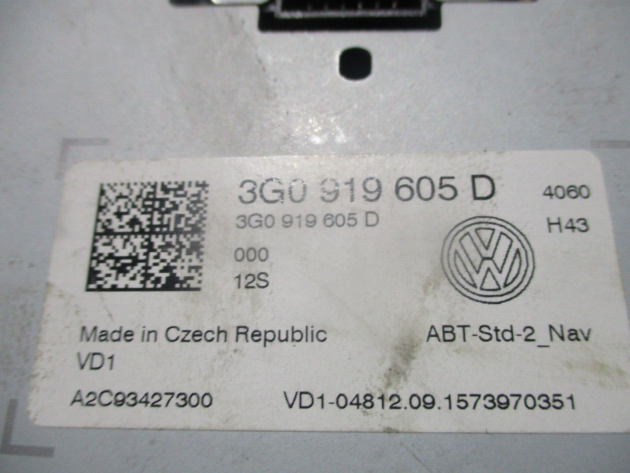 3G0 919 605 D 4060
3G0 919 605 D H43
000
12S
Made in Czech Republic ABT-Std-2_Nav
VD1
A2C93427300 VD1-04812.09.1573970351